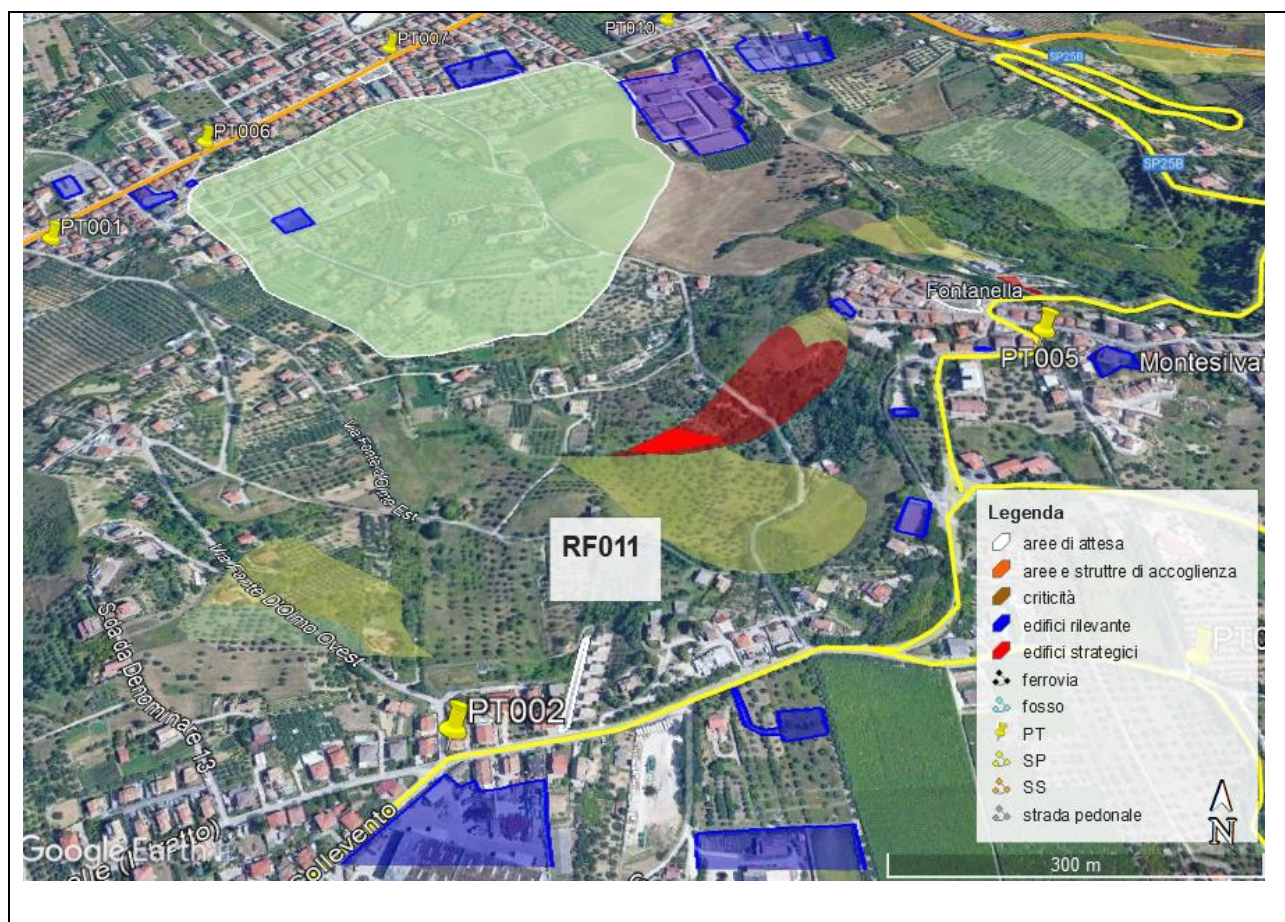 PT007
PT010
SP25B
PT006
SP25B
PT001
Fontanella
PT005
Montesilva
Via Fonte d'Olmo Est
RF011
Via Fonte D'Olmo Ovest
S.da da Denominare 13
PT002
Collevento
Google Earth
Legenda
aree di attesa
aree e struttre di accoglienza
criticità
edifici rilevante
edifici strategici
ferrovia
fosso
PT
SP
SS
strada pedonale
N
300 m